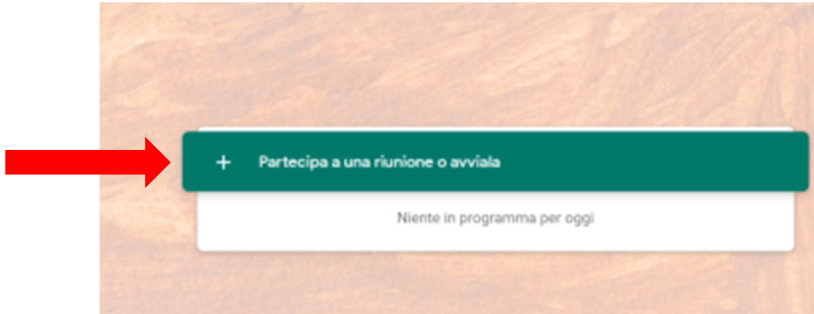 + Partecipa a una riunione o avviala
Niente in programma per oggi